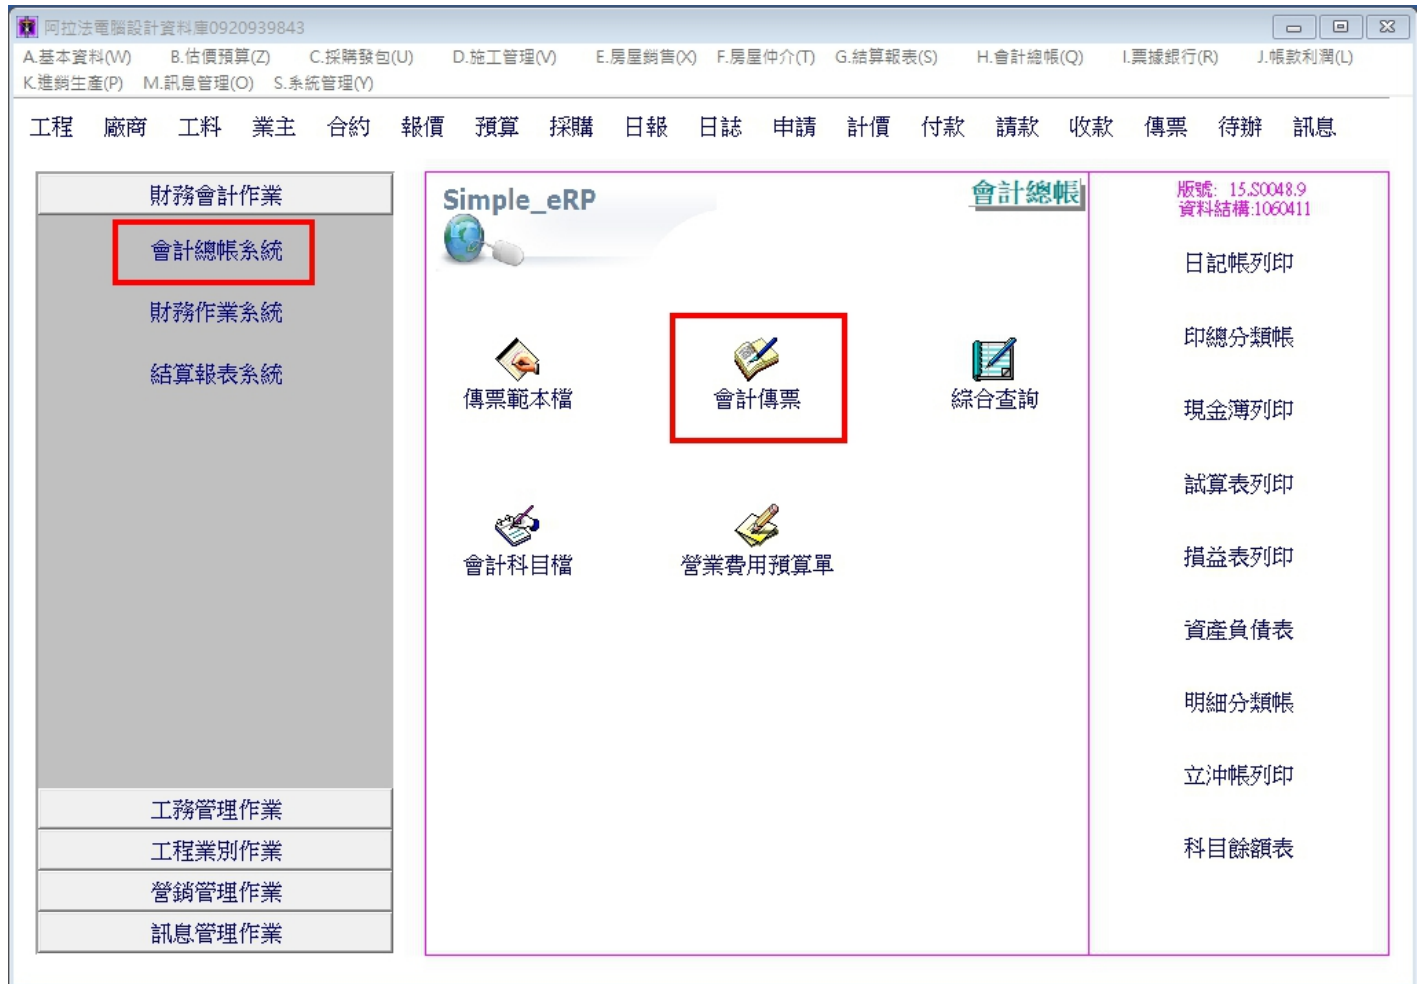 阿拉法電腦設計資料庫0920939843
A.基本資料(W) B.估價預算(Z) C.採購發包(U) D.施工管理(V) E.房屋銷售(X) F.房屋仲介(T) G.結算報表(S) H.會計總帳(Q) I.票據銀行(R) J.帳款利潤(L)
K.進銷生產(P) M.訊息管理(O) S.系統管理(Y)
工程 廠商 工料 業主 合約 報價 預算 採購 日報 日誌 申請 計價 付款 請款 收款 傳票 待辦 訊息
財務會計作業
會計總帳系統
財務作業系統
結算報表系統
工務管理作業
工程業別作業
營銷管理作業
訊息管理作業
Simple_eRP
會計總帳
傳票範本檔
會計傳票
綜合查詢
會計科目檔
營業費用預算單
版號: 15.S0048.9
資料結構:1060411
日記帳列印
印總分類帳
現金簿列印
試算表列印
損益表列印
資產負債表
明細分類帳
立沖帳列印
科目餘額表